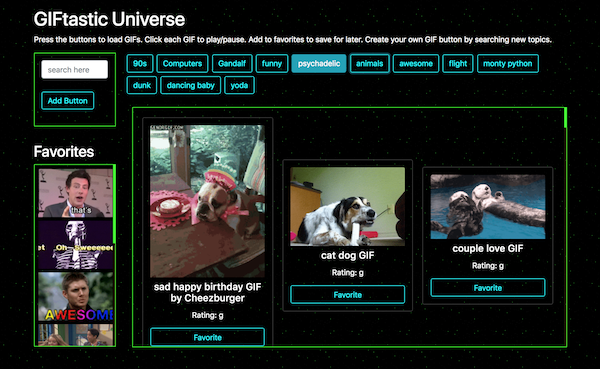 GIFtastic Universe
Press the buttons to load GIFs. Click each GIF to play/pause. Add to favorites to save for later. Create your own GIF button by searching new topics.
search here
Add Button
90s Computers Gandalf funny psychadelic animals awesome flight monty python
dunk dancing baby yoda
Favorites
that's
et Oh Sweeeeee
AWESOME
GIFGIF.COM
sad happy birthday GIF
by Cheezburger
Rating: g
Favorite
cat dog GIF
Rating: g
Favorite
couple love GIF
Rating: g
Favorite